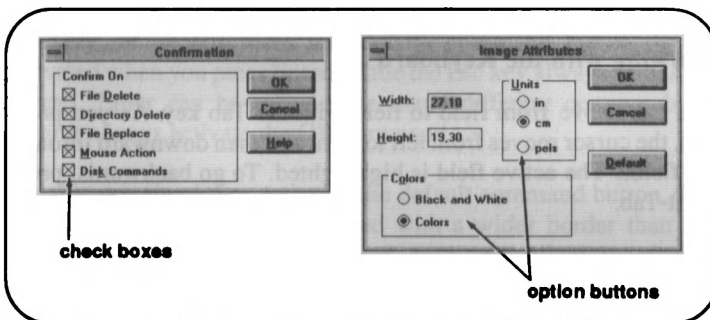 Confirmation
Confirm On
File Delete
Directory Delete
File Replace
Mouse Action
Disk Commands
OK
Cancel
Help
check boxes
Image Attributes
Width: 27,10
Height: 19,30
Units
in
cm
pels
OK
Cancel
Default
Colors
Black and White
Colors
option buttons